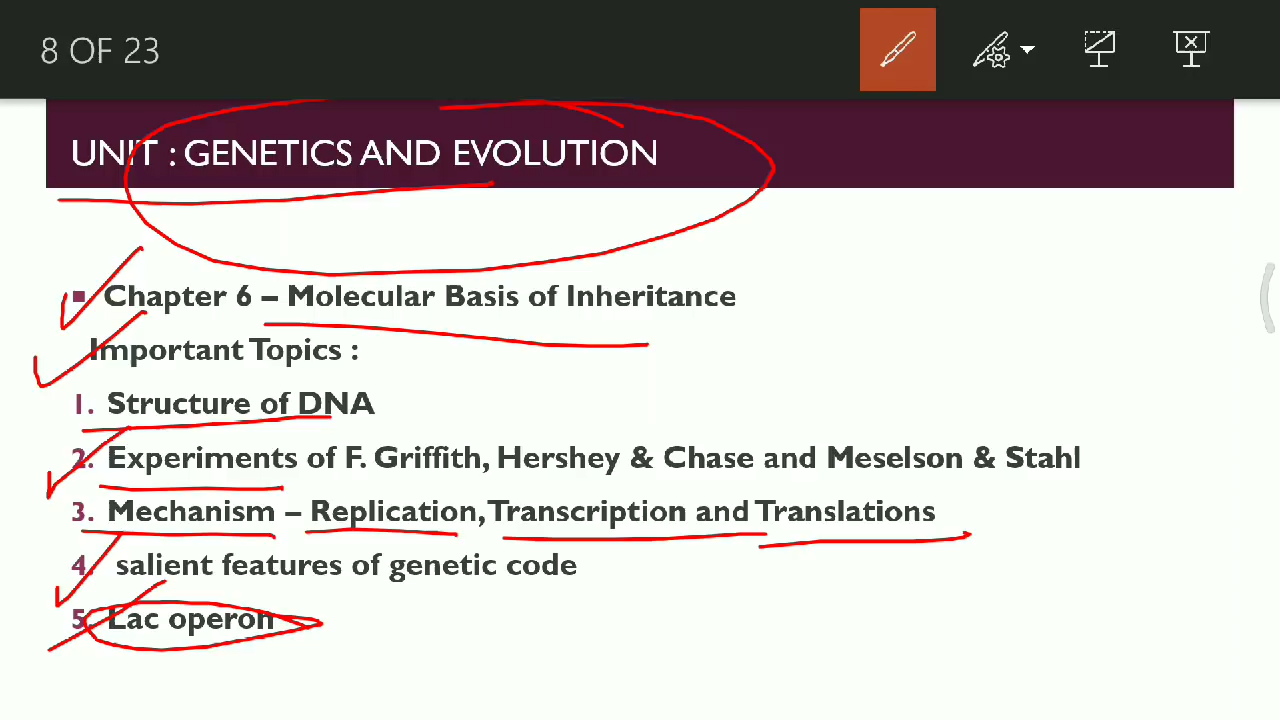 8 OF 23
UNIT : GENETICS AND EVOLUTION
Chapter 6 – Molecular Basis of Inheritance
Important Topics :
1. Structure of DNA
2. Experiments of F. Griffith, Hershey & Chase and Meselson & Stahl
3. Mechanism – Replication, Transcription and Translations
4. salient features of genetic code
5. Lac operon